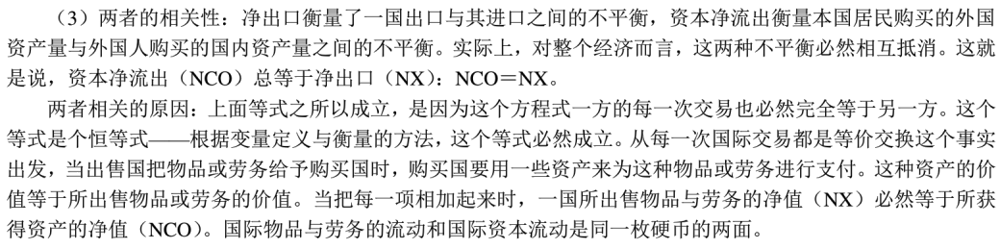 （3）两者的相关性：净出口衡量了一国出口与其进口之间的不平衡，资本净流出衡量本国居民购买的外国
资产量与外国人购买的国内资产量之间的不平衡。实际上，对整个经济而言，这两种不平衡必然相互抵消。这就
是说，资本净流出（NCO）总等于净出口（NX）：NCO＝NX。
两者相关的原因：上面等式之所以成立，是因为这个方程式一方的每一次交易也必然完全等于另一方。这个
等式是个恒等式——根据变量定义与衡量的方法，这个等式必然成立。从每一次国际交易都是等价交换这个事实
出发，当出售国把物品或劳务给予购买国时，购买国要用一些资产来为这种物品或劳务进行支付。这种资产的价
值等于所出售物品或劳务的价值。当把每一项相加起来时，一国所出售物品与劳务的净值（NX）必然等于所获
得资产的净值（NCO）。国际物品与劳务的流动和国际资本流动是同一枚硬币的两面。